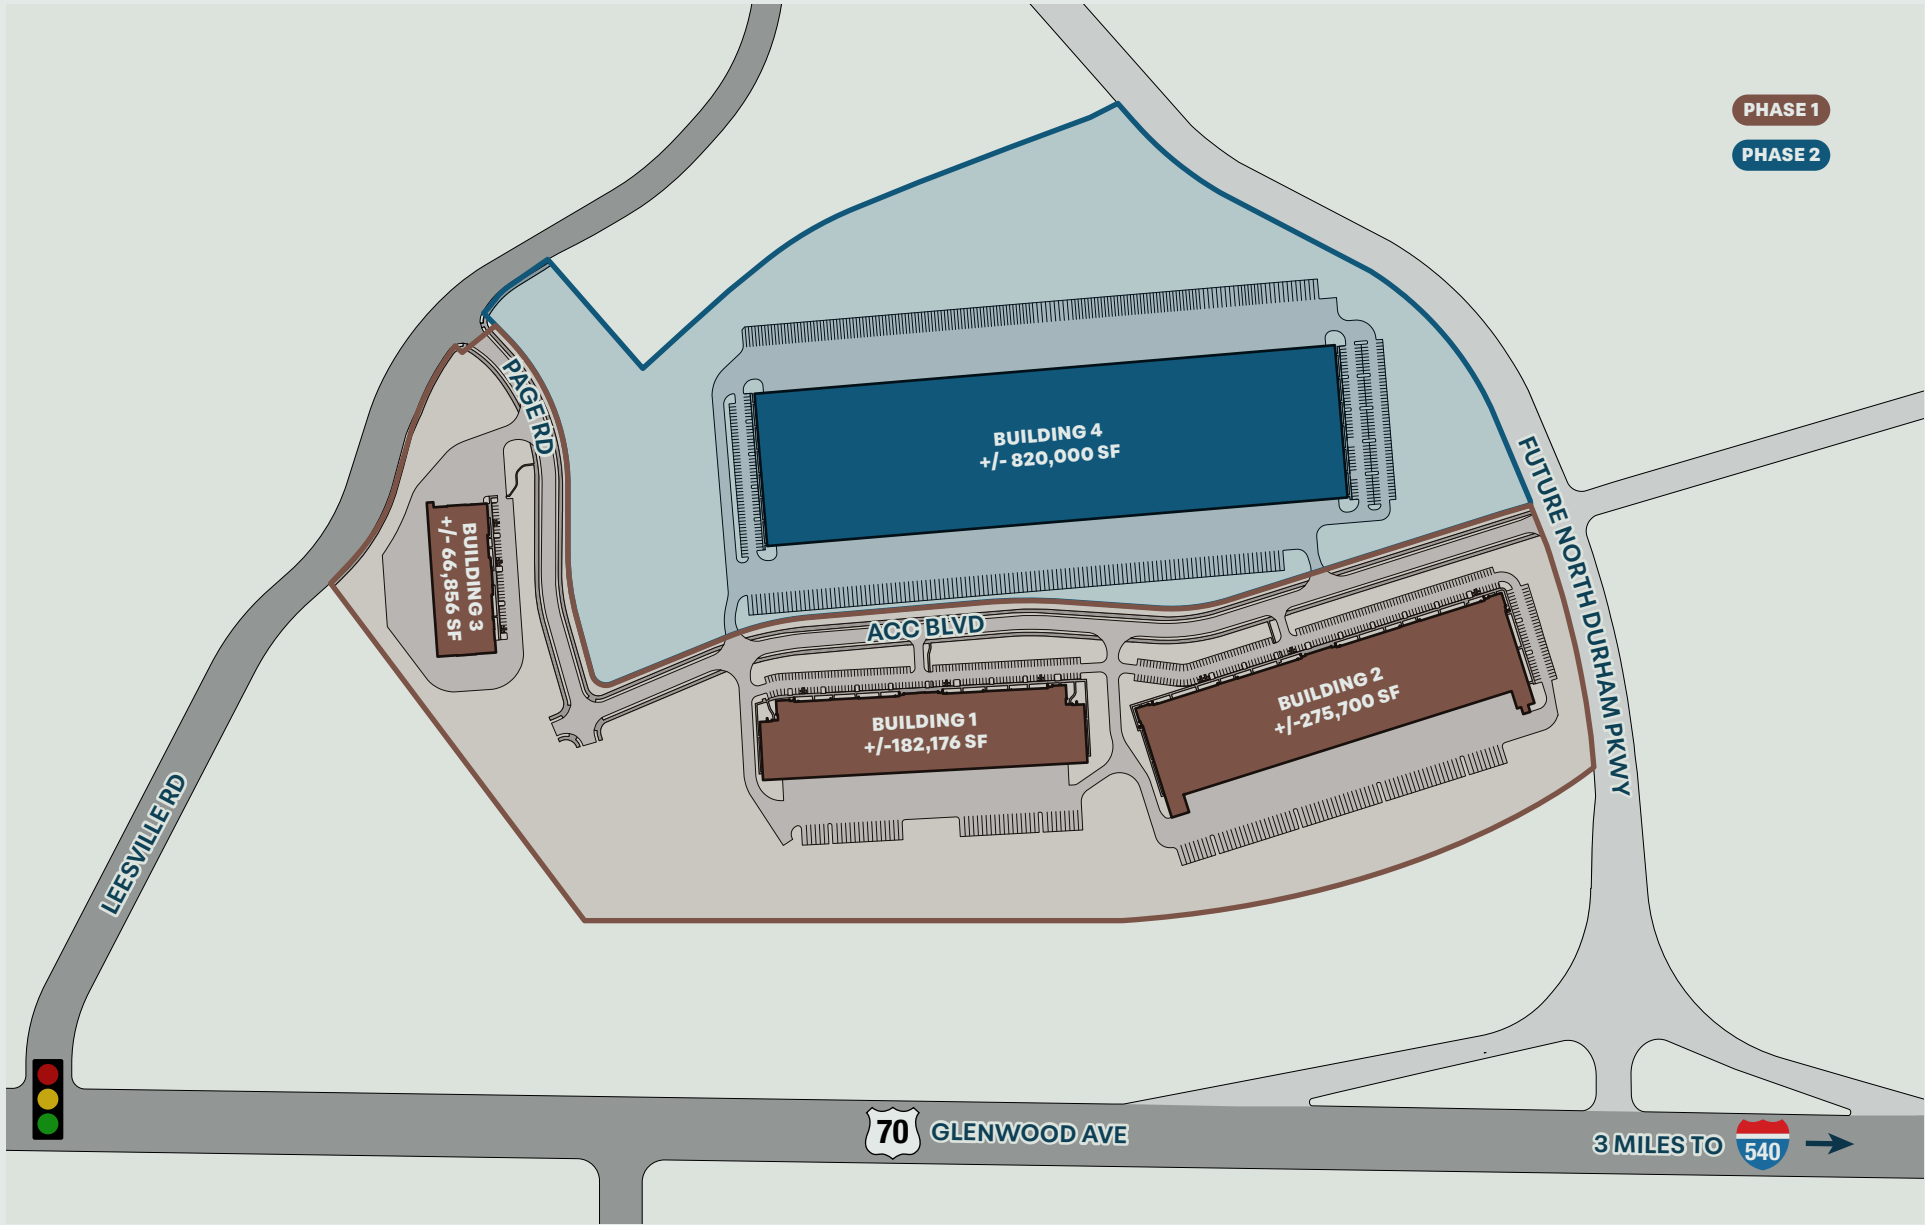 PHASE 1
PHASE 2
PAGE RD
BUILDING 4
+/- 820,000 SF
FUTURE NORTH DURHAM PKWY
BUILDING 3
+/- 66,856 SF
ACC BLVD
BUILDING 2
+/-275,700 SF
BUILDING 1
+/-182,176 SF
LEESVILLE RD
70 GLENWOOD AVE
3 MILES TO 540